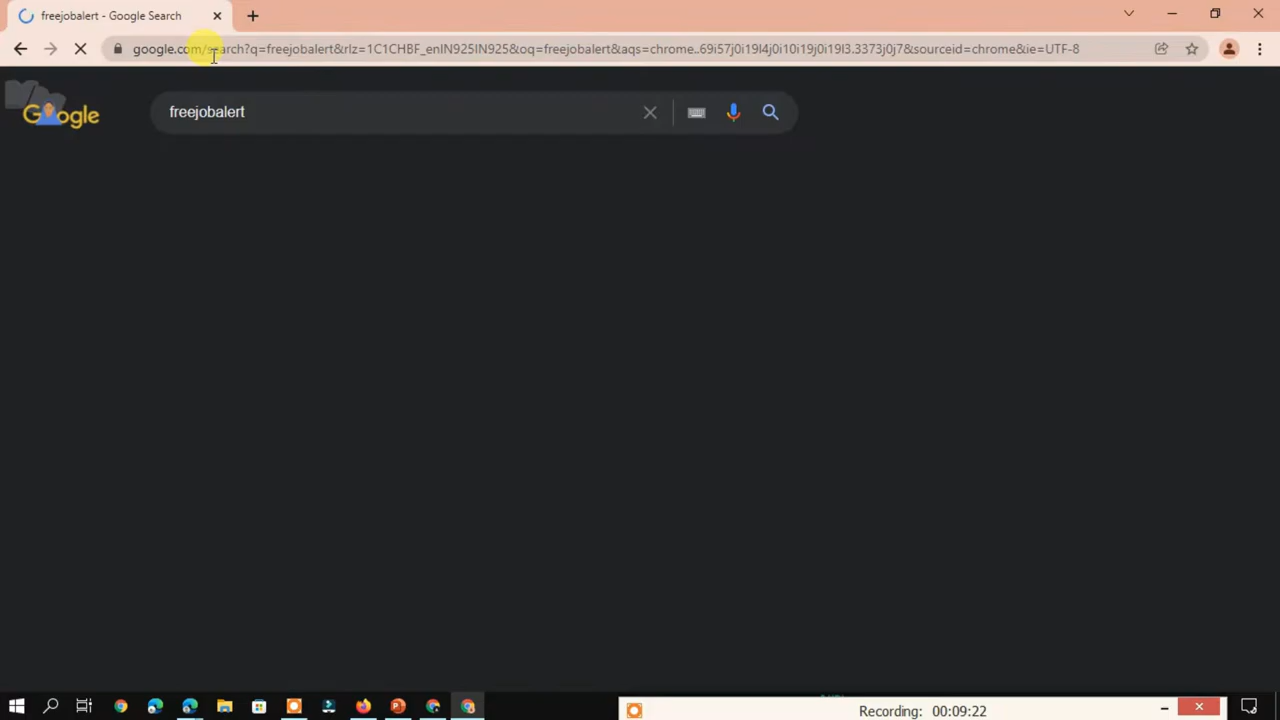 freejobalert - Google Search
google.com/search?q=freejobalert&rlz=1C1CHBF_enIN925IN925&oq=freejobalert&aqs=chrome..69i57j0i19l4j0i10i19j0i19l3.3373j0j7&sourceid=chrome&ie=UTF-8
Google
freejobalert
Recording: 00:09:22